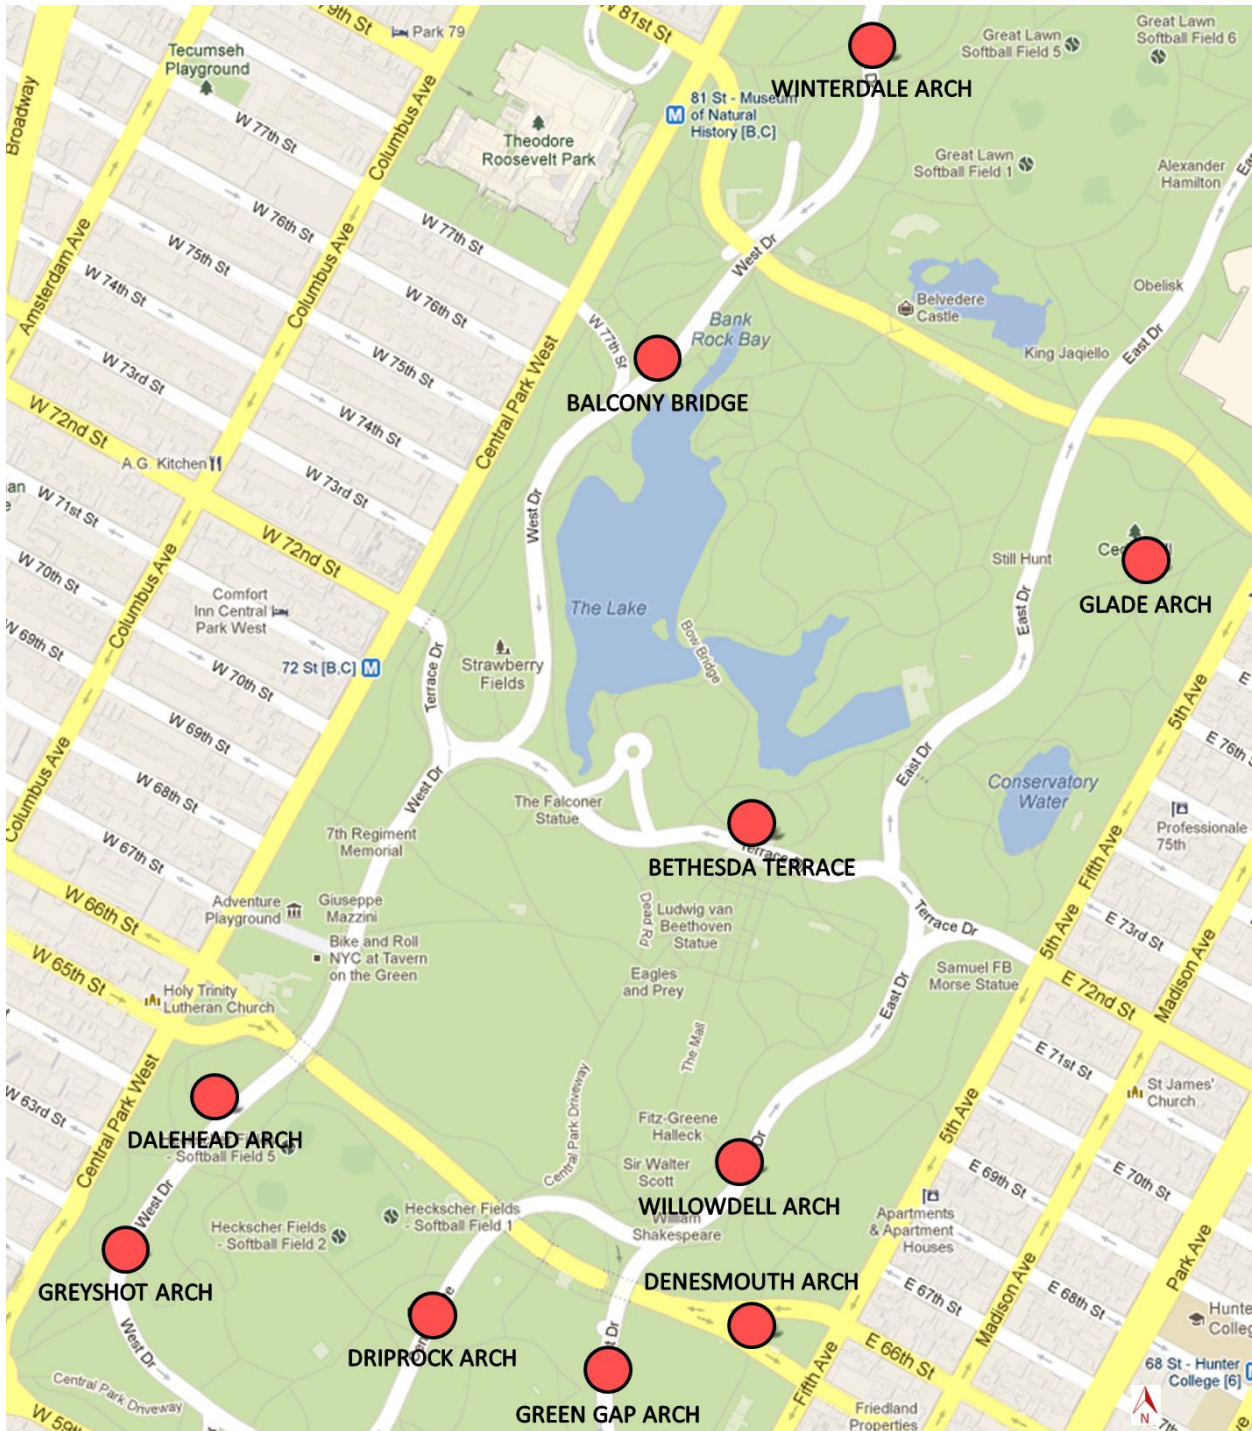 79th St
Park 79
W 81st St
Great Lawn
Softball Field 5
Great Lawn
Softball Field 6
Tecumseh
Playground
Columbus Ave
WINTERDALE ARCH
81 St - Museum
of Natural
History [B,C]
Broadway
W 77th St
Theodore
Roosevelt Park
Great Lawn
Softball Field 1
Alexander
Hamilton
W 76th St
W 77th St
West Dr
Amsterdam Ave
W 75th St
Columbus Ave
W 74th St
W 76th St
Obelisk
Belvedere
Castle
W 77th St
Bank
Rock Bay
East Dr
King Jaqiello
W 73rd St
W 75th St
Central Park West
BALCONY BRIDGE
W 72nd St
W 74th St
A.G. Kitchen
W 73rd St
W 71st St
West Dr
W 72nd St
Still Hunt
W 70th St
Columbus Ave
Comfort
Inn Central
Park West
The Lake
East Dr
GLADE ARCH
W 69th St
W 70th St
72 St [B,C]
Terrace Dr
Strawberry
Fields
Bow Bridge
5th Ave
W 69th St
E 76th St
Columbus Ave
W 68th St
West Dr
East Dr
Conservatory
Water
The Falconer
Statue
W 67th St
7th Regiment
Memorial
Professionale
75th
BETHESDA TERRACE
Fifth Ave
W 66th St
Adventure
Playground
Giuseppe
Mazzini
Dead Rd
Ludwig van
Beethoven
Statue
Terrace Dr
E 73rd St
W 65th St
Bike and Roll
NYC at Tavern
on the Green
5th Ave
Madison Ave
Holy Trinity
Lutheran Church
Eagles
and Prey
East Dr
Samuel FB
Morse Statue
E 72nd St
The Mall
E 71st St
W 63rd St
Central Park West
St James'
Church
DALEHEAD ARCH
- Softball Field 5
Central Park Driveway
Fitz-Greene
Halleck
5th Ave
Sir Walter
Scott
E 69th St
E 70th St
West Dr
WILLOWDELL ARCH
Heckscher Fields
- Softball Field 2
Heckscher Fields
- Softball Field 1
William
Shakespeare
Apartments
& Apartment
Houses
GREYSHOT ARCH
DENESMOUTH ARCH
Park Ave
E 67th St
Madison Ave
E 68th St
West Dr
DRIPROCK ARCH
E 66th St
68 St - Hunter
College [6]
Central Park Driveway
GREEN GAP ARCH
Fifth Ave
W 59th
Friedland
Properties
N